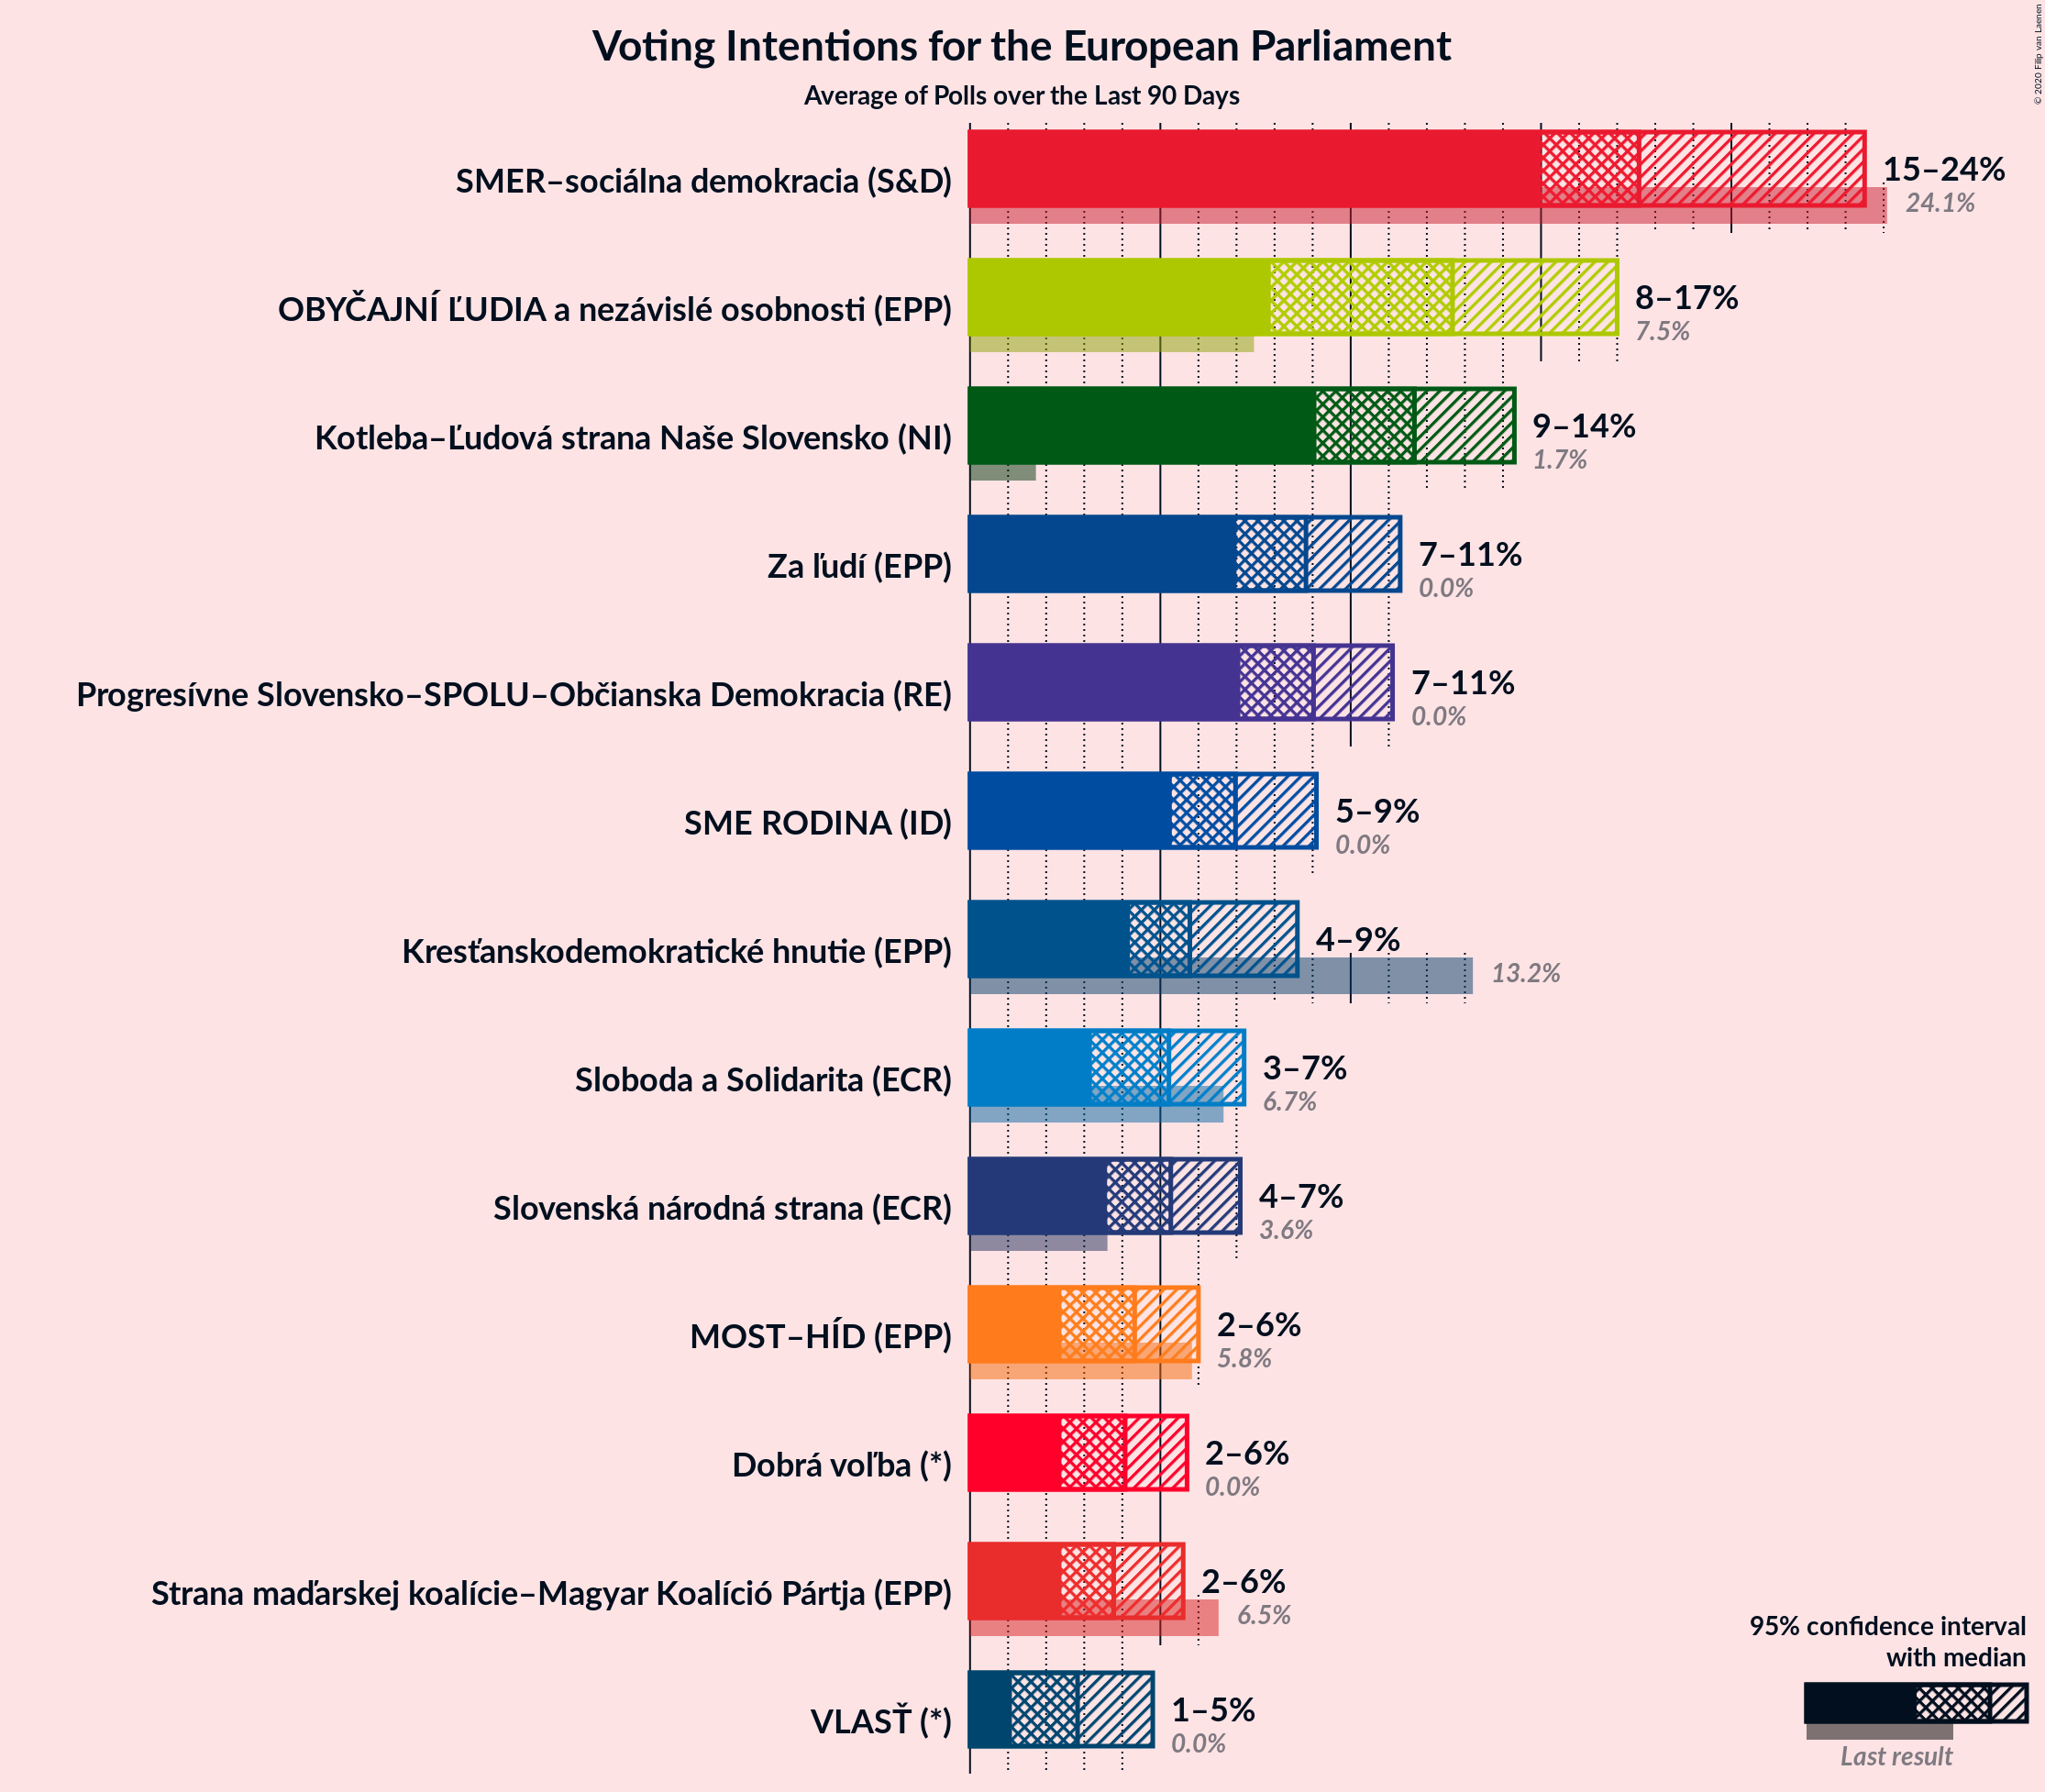 © 2020 Filip van Laenen
Voting Intentions for the European Parliament
Average of Polls over the Last 90 Days
SMER–sociálna demokracia (S&D)
15–24%
24.1%
OBYČAJNÍ ĽUDIA a nezávislé osobnosti (EPP)
8–17%
7.5%
Kotleba–Ľudová strana Naše Slovensko (NI)
9–14%
1.7%
Za ľudí (EPP)
7–11%
0.0%
Progresívne Slovensko–SPOLU–Občianska Demokracia (RE)
7–11%
0.0%
SME RODINA (ID)
5–9%
0.0%
Kresťanskodemokratické hnutie (EPP)
4–9%
13.2%
Sloboda a Solidarita (ECR)
3–7%
6.7%
Slovenská národná strana (ECR)
4–7%
3.6%
MOST–HÍD (EPP)
2–6%
5.8%
Dobrá voľba (*)
2–6%
0.0%
Strana maďarskej koalície–Magyar Koalíció Pártja (EPP)
2–6%
6.5%
VLASŤ (*)
1–5%
0.0%
95% confidence interval
with median
Last result